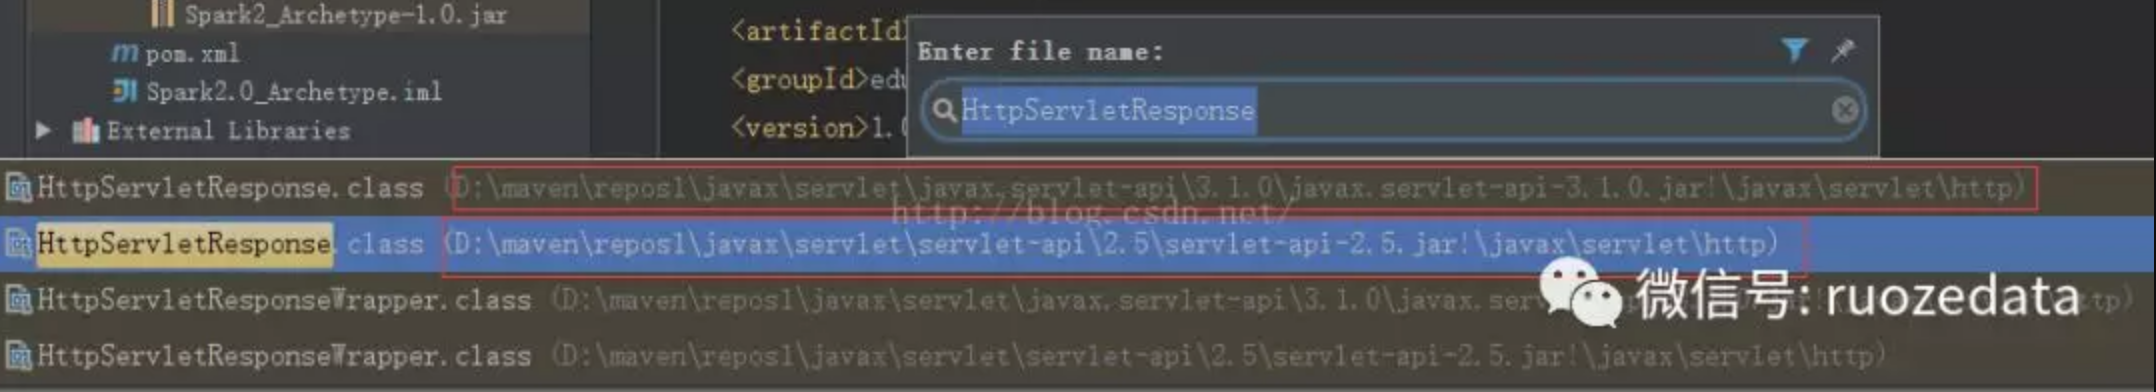 Spark2_Archetype-1.0.jar
pom.xml
Spark2.0_Archetype.iml
External Libraries
<artifactId>
<groupId>edu
<version>1.0
Enter file name:
HttpServletResponse
HttpServletResponse.class (D:\maven\repos1\javax\servlet\javax.servlet-api\3.1.0\javax.servlet-api-3.1.0.jar!\javax\servlet\http)
http://blog.csdn.net/
HttpServletResponse.class (D:\maven\repos1\javax\servlet\servlet-api\2.5\servlet-api-2.5.jar!\javax\servlet\http)
HttpServletResponseWrapper.class (D:\maven\repos1\javax\servlet\javax.servlet-api\3.1.0\javax.ser
微信号: ruozedata
HttpServletResponseWrapper.class (D:\maven\repos1\javax\servlet\servlet-api\2.5\servlet-api-2.5.jar!\javax\servlet\http)